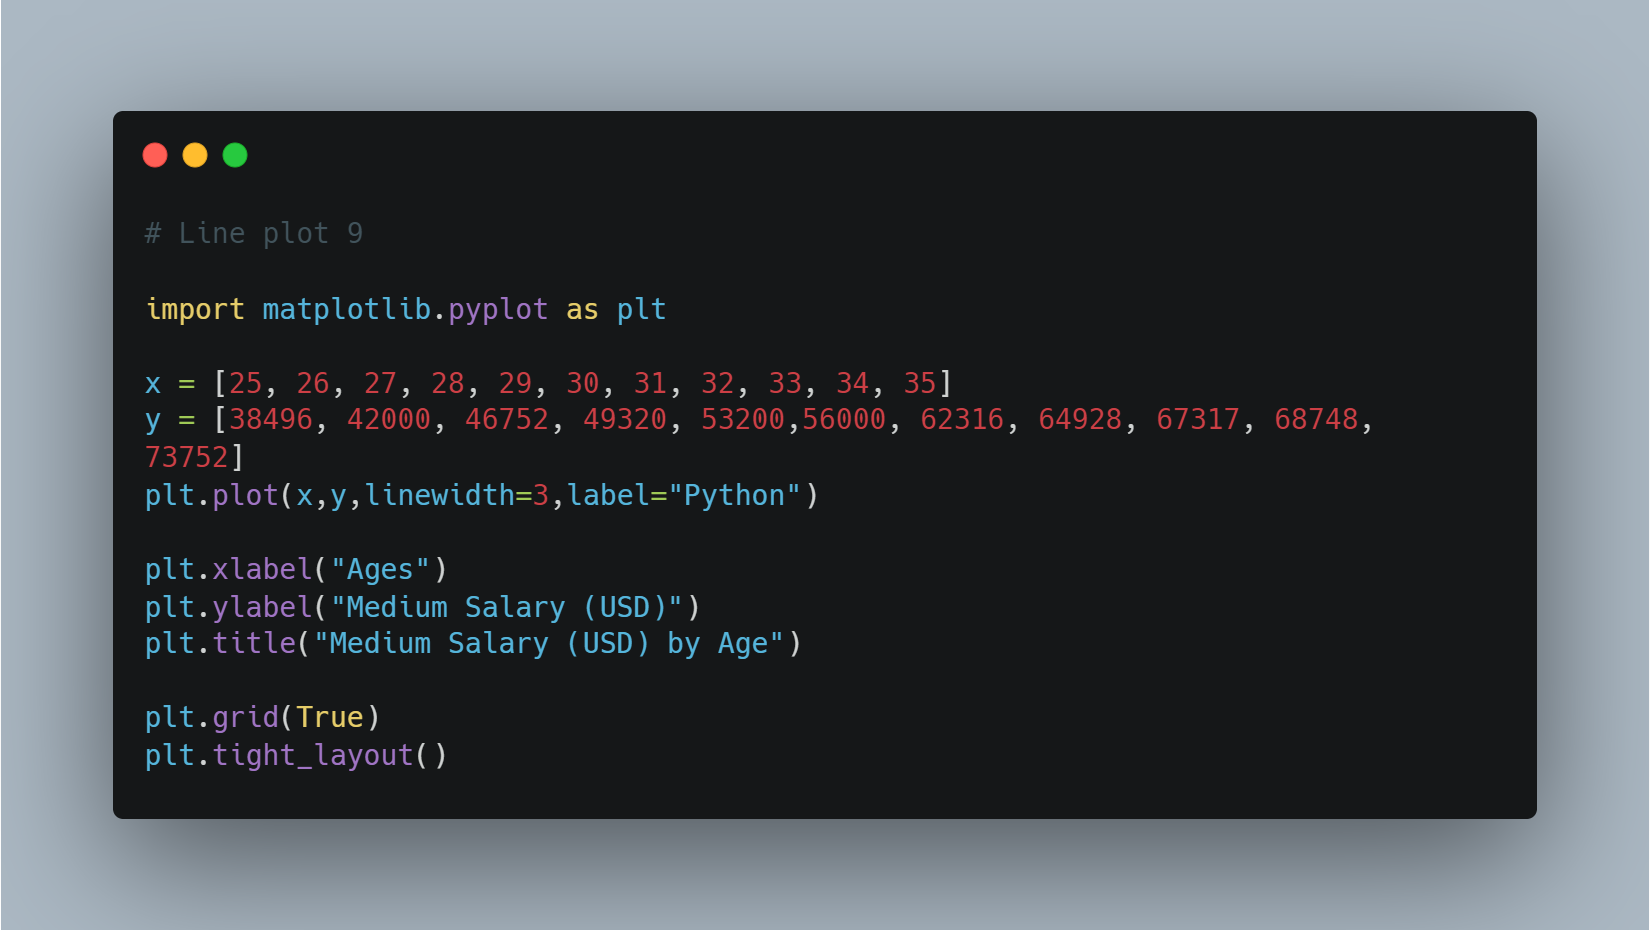 # Line plot 9
import matplotlib.pyplot as plt
x = [25, 26, 27, 28, 29, 30, 31, 32, 33, 34, 35]
y = [38496, 42000, 46752, 49320, 53200,56000, 62316, 64928, 67317, 68748,
73752]
plt.plot(x,y,linewidth=3,label="Python")
plt.xlabel("Ages")
plt.ylabel("Medium Salary (USD)")
plt.title("Medium Salary (USD) by Age")
plt.grid(True)
plt.tight_layout()